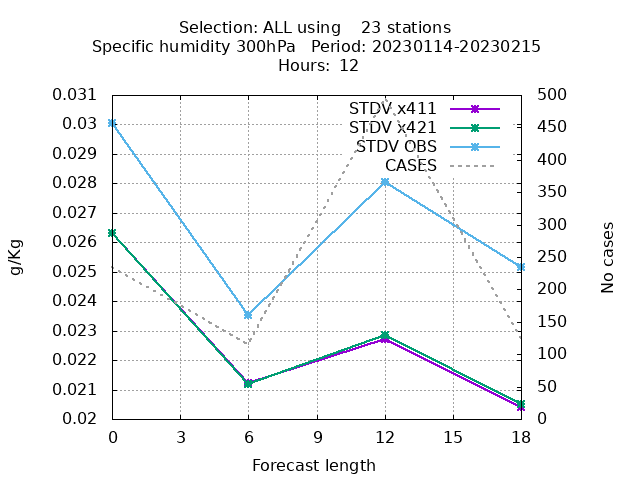 Selection: ALL using    23 stations
Specific humidity 300hPa   Period: 20230114-20230215
Hours:  12
0.031
0.03
0.029
0.028
0.027
0.026
0.025
0.024
0.023
0.022
0.021
0.02
g/Kg
STDV x411
STDV x421
STDV OBS
CASES
500
450
400
350
300
250
200
150
100
50
0
No cases
0 3 6 9 12 15 18
Forecast length